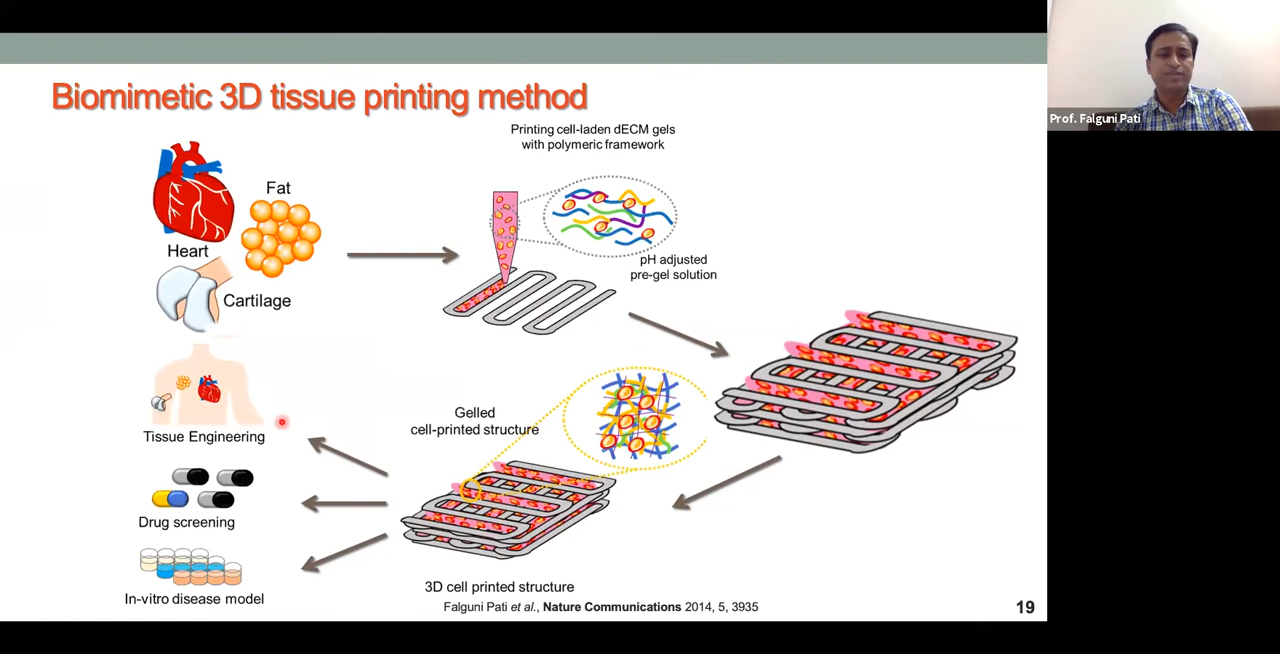 Biomimetic 3D tissue printing method
Prof. Falguni Pati
Printing cell-laden dECM gels
with polymeric framework
Fat
Heart
Cartilage
pH adjusted
pre-gel solution
Gelled
cell-printed structure
Tissue Engineering
Drug screening
In-vitro disease model
3D cell printed structure
Falguni Pati et al., Nature Communications 2014, 5, 3935
19